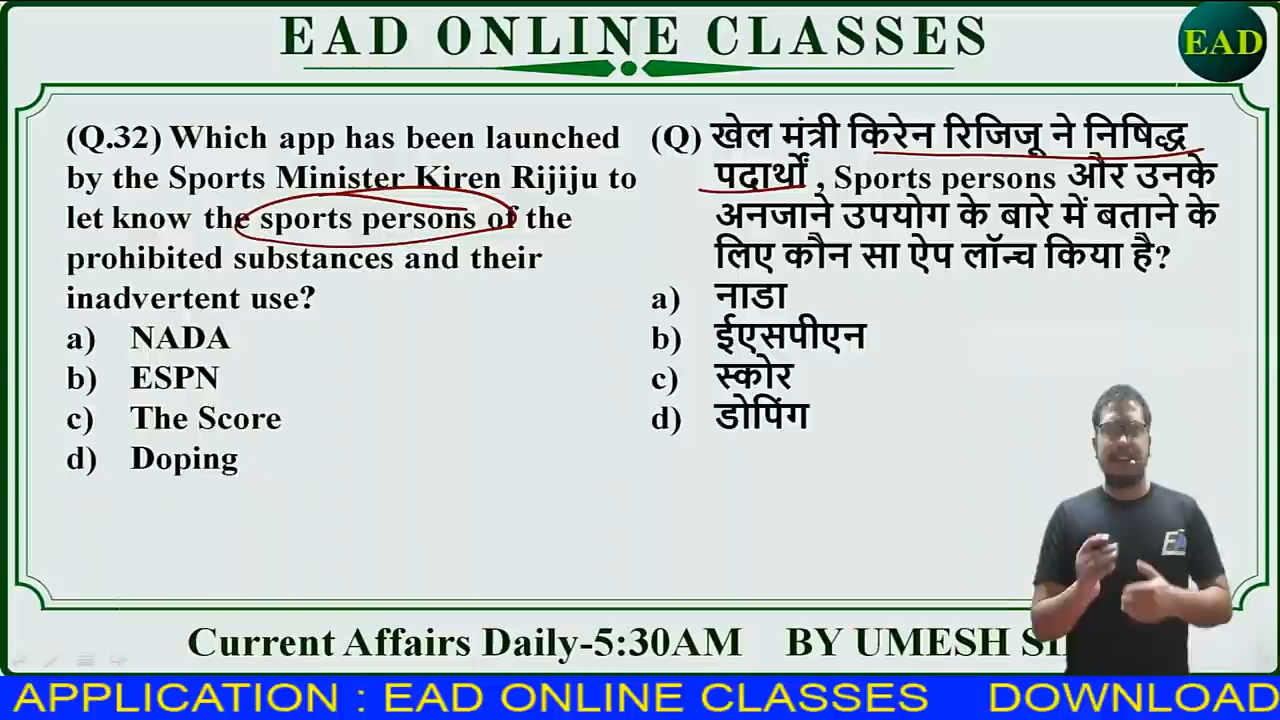 EAD ONLINE CLASSES
EAD
(Q.32) Which app has been launched
by the Sports Minister Kiren Rijiju to
let know the sports persons of the
prohibited substances and their
inadvertent use?
a) NADA
b) ESPN
c) The Score
d) Doping
(Q) खेल मंत्री किरेन रिजिजू ने निषिद्ध
पदार्थों , Sports persons और उनके
अनजाने उपयोग के बारे में बताने के
लिए कौन सा ऐप लॉन्च किया है?
a) नाडा
b) ईएसपीएन
c) स्कोर
d) डोपिंग
Current Affairs Daily-5:30AM BY UMESH
APPLICATION : EAD ONLINE CLASSES DOWNLOAD